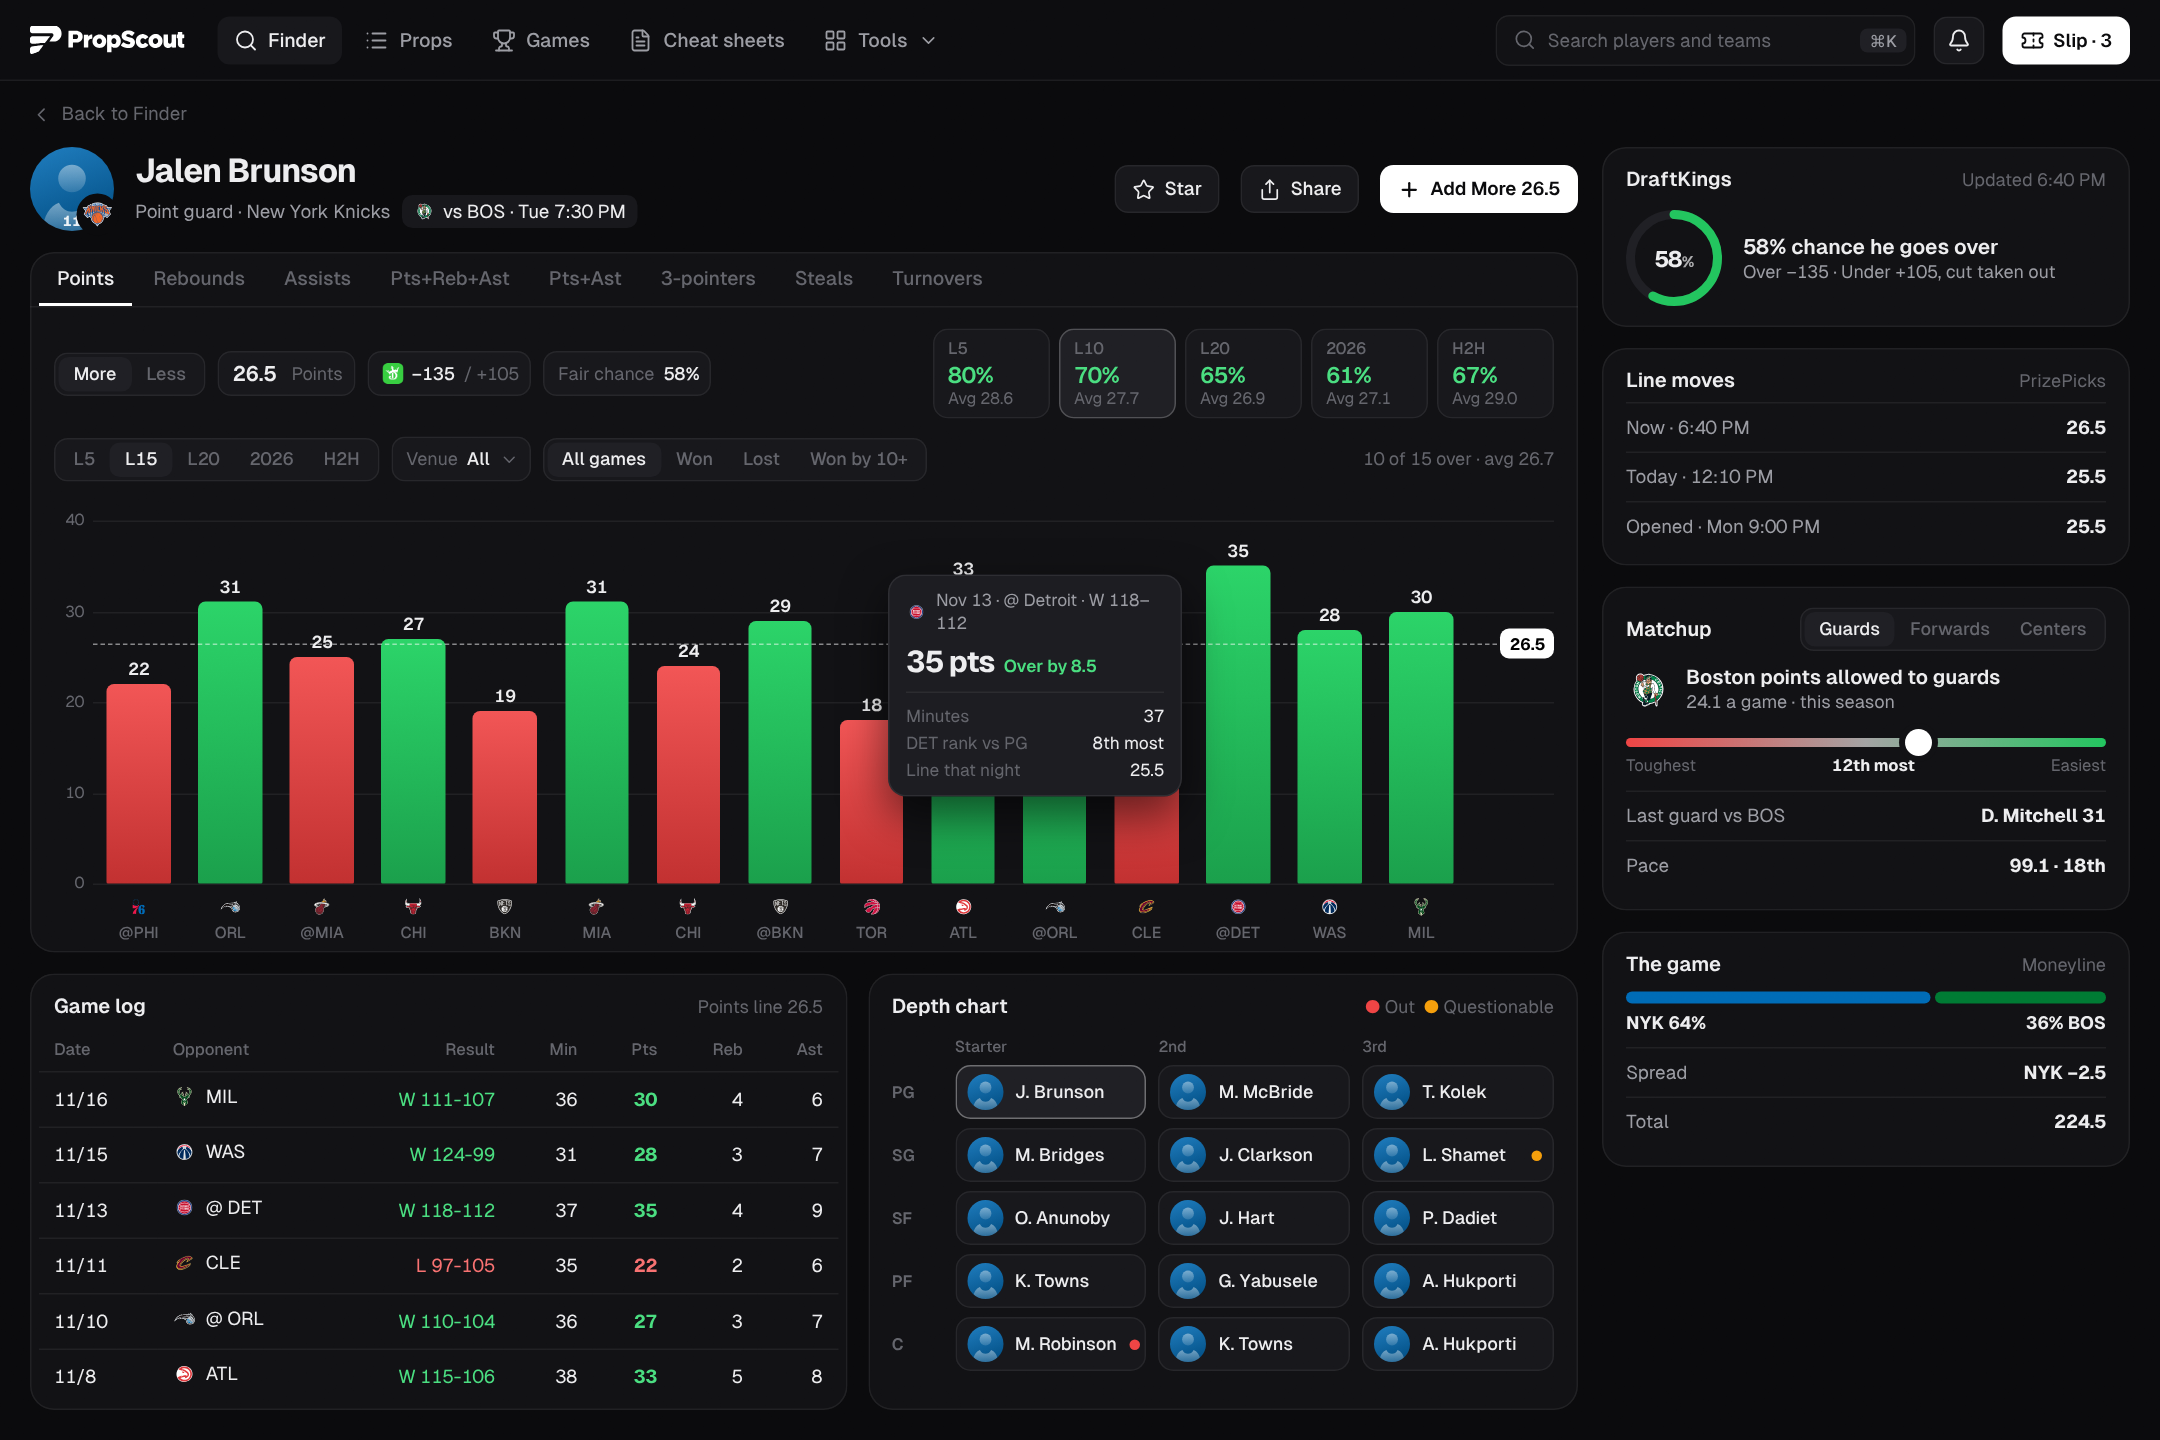 PropScout
Finder
Props
Games
Cheat sheets
Tools
Search players and teams
⌘K
Slip · 3
Back to Finder
11
Jalen Brunson
Point guard · New York Knicks
vs BOS · Tue 7:30 PM
Star
Share
Add More 26.5
Points
Rebounds
Assists
Pts+Reb+Ast
Pts+Ast
3-pointers
Steals
Turnovers
More
Less
26.5 Points
−135 / +105
Fair chance 58%
L5
80%
Avg 28.6
L10
70%
Avg 27.7
L20
65%
Avg 26.9
2026
61%
Avg 27.1
H2H
67%
Avg 29.0
L5
L15
L20
2026
H2H
Venue All
All games
Won
Lost
Won by 10+
10 of 15 over · avg 26.7
40
30
20
10
0
22
31
25
27
19
31
24
29
18
33
35
28
30
26.5
Nov 13 · @ Detroit · W 118–
112
35 pts Over by 8.5
Minutes 37
DET rank vs PG 8th most
Line that night 25.5
@PHI
ORL
@MIA
CHI
BKN
MIA
CHI
@BKN
TOR
ATL
@ORL
CLE
@DET
WAS
MIL
Game log
Points line 26.5
Date Opponent Result Min Pts Reb Ast
11/16 MIL W 111-107 36 30 4 6
11/15 WAS W 124-99 31 28 3 7
11/13 @ DET W 118-112 37 35 4 9
11/11 CLE L 97-105 35 22 2 6
11/10 @ ORL W 110-104 36 27 3 7
11/8 ATL W 115-106 38 33 5 8
Depth chart
Out
Questionable
Starter 2nd 3rd
PG J. Brunson M. McBride T. Kolek
SG M. Bridges J. Clarkson L. Shamet
SF O. Anunoby J. Hart P. Dadiet
PF K. Towns G. Yabusele A. Hukporti
C M. Robinson K. Towns A. Hukporti
DraftKings
Updated 6:40 PM
58%
58% chance he goes over
Over −135 · Under +105, cut taken out
Line moves
PrizePicks
Now · 6:40 PM 26.5
Today · 12:10 PM 25.5
Opened · Mon 9:00 PM 25.5
Matchup
Guards
Forwards
Centers
Boston points allowed to guards
24.1 a game · this season
Toughest
12th most
Easiest
Last guard vs BOS D. Mitchell 31
Pace 99.1 · 18th
The game
Moneyline
NYK 64%
36% BOS
Spread NYK −2.5
Total 224.5